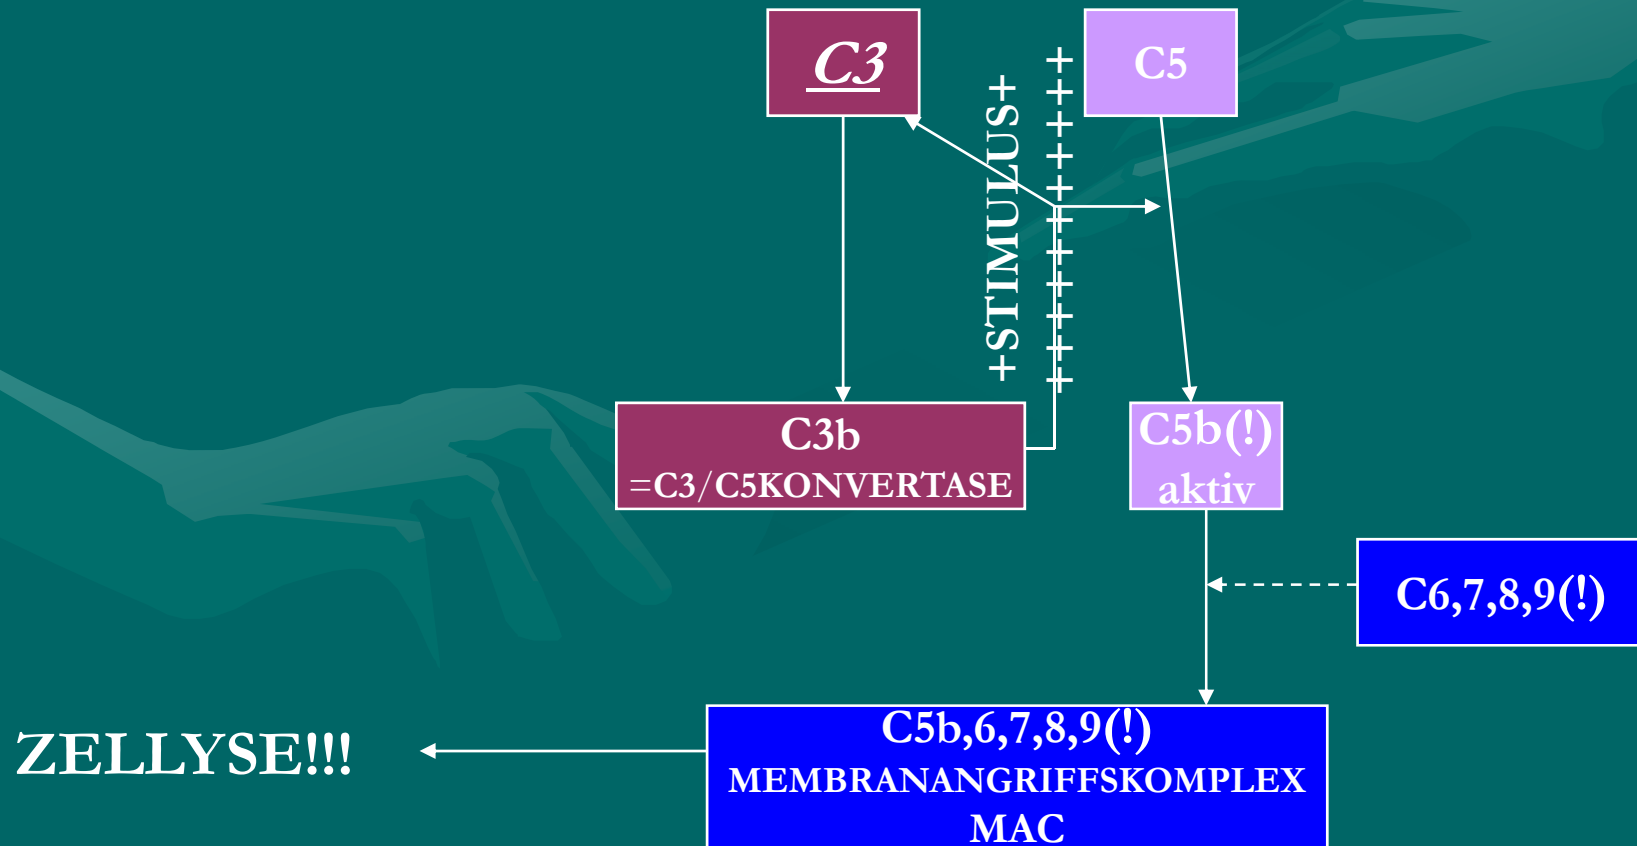 C3
C5
+STIMULUS+
+++++++++++
C3b
=C3/C5KONVERTASE
C5b(!)
aktiv
C6,7,8,9(!)
C5b,6,7,8,9(!)
MEMBRANANGRIFFSKOMPLEX
MAC
ZELLYSE!!!